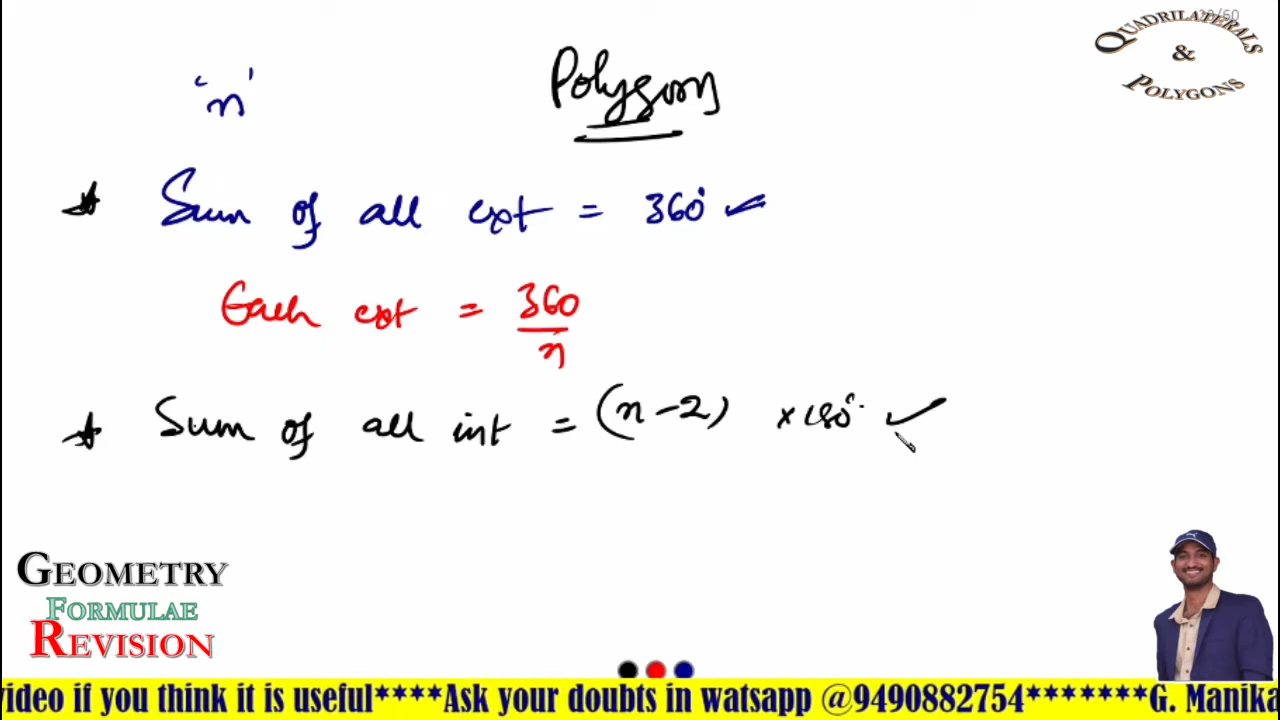 ‘n’
Polygon
Sum of all ext = 360°
Each ext = 360/n
Sum of all int = (n-2) ×180°
QUADRILATERALS
&
POLYGONS
GEOMETRY
FORMULAE
REVISION
video if you think it is useful****Ask your doubts in watsapp @9490882754*******G. Manika